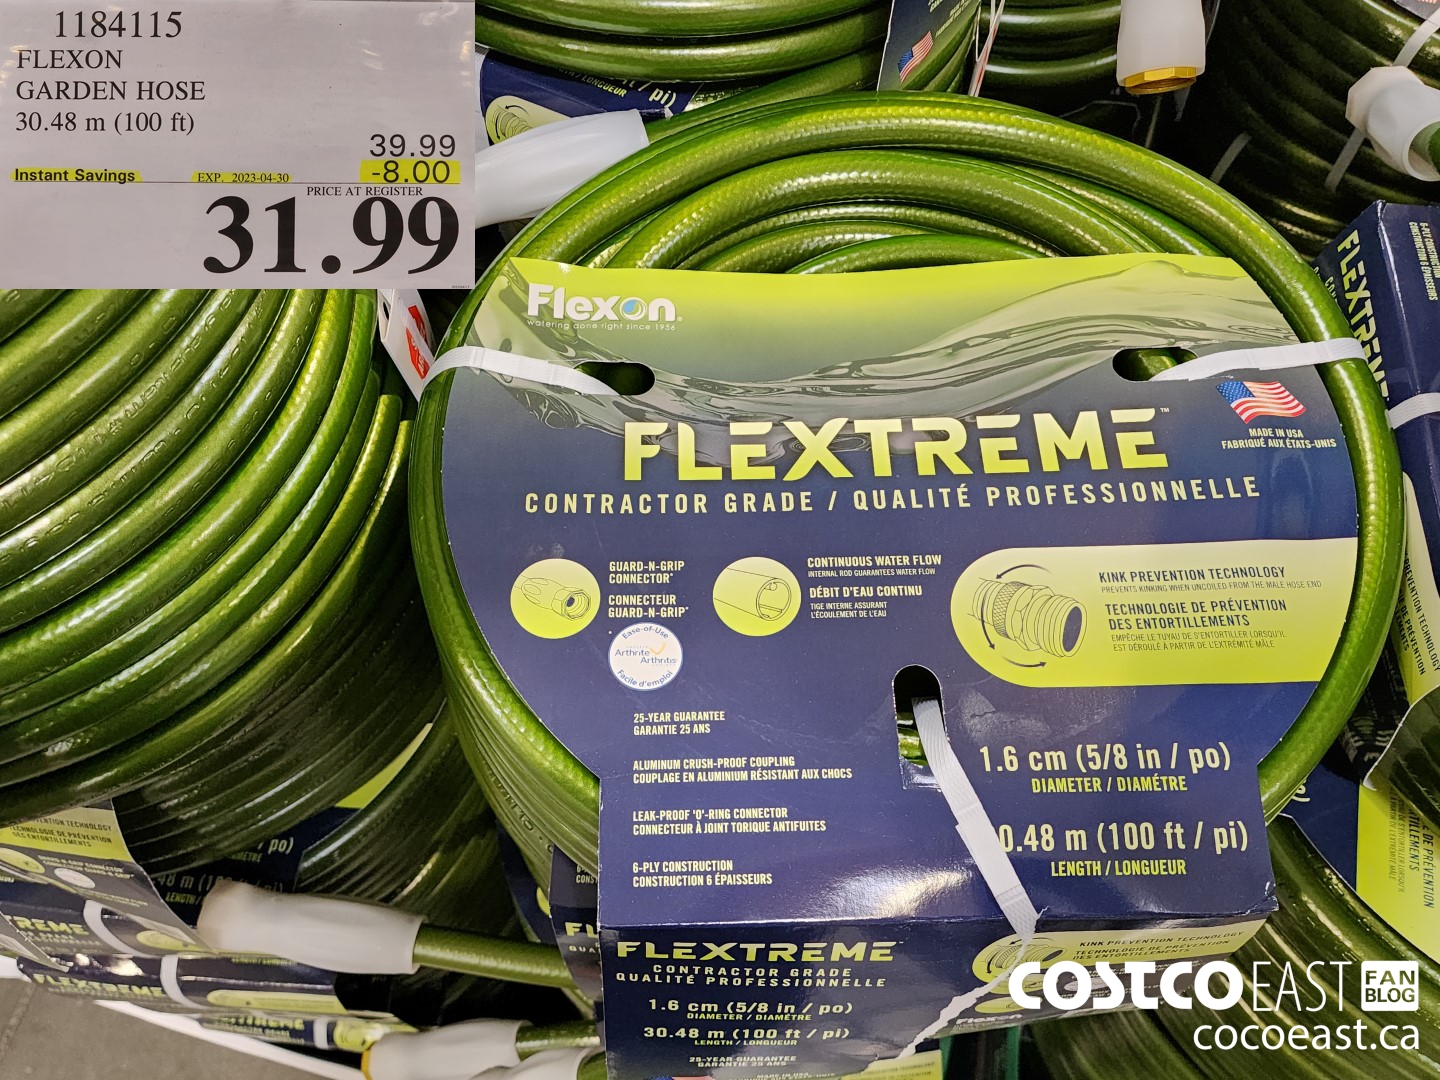 1184115
FLEXON
GARDEN HOSE
30.48 m (100 ft)
39.99
Instant Savings EXP. 2023-04-30 -8.00
PRICE AT REGISTER
31.99
Flexon
watering done right since 1956
FLEXTREME™
CONTRACTOR GRADE / QUALITÉ PROFESSIONNELLE
MADE IN USA
FABRIQUÉ AUX ÉTATS-UNIS
GUARD-N-GRIP
CONNECTOR*
CONNECTEUR
GUARD-N-GRIP*
CONTINUOUS WATER FLOW
INTERNAL ROD GUARANTEES WATER FLOW
DÉBIT D'EAU CONTINU
TIGE INTERNE ASSURANT
L'ÉCOULEMENT DE L'EAU
KINK PREVENTION TECHNOLOGY
PREVENTS KINKING WHEN UNCOILED FROM THE MALE HOSE END
TECHNOLOGIE DE PRÉVENTION
DES ENTORTILLEMENTS
EMPÊCHE LE TUYAU DE S'ENTORTILLER LORSQU'IL
EST DÉROULÉ À PARTIR DE L'EXTRÉMITÉ MÂLE
Ease-of-Use
Arthrite Arthritis
Facile d'emploi
25-YEAR GUARANTEE
GARANTIE 25 ANS
ALUMINUM CRUSH-PROOF COUPLING
COUPLAGE EN ALUMINIUM RÉSISTANT AUX CHOCS
LEAK-PROOF 'O'-RING CONNECTOR
CONNECTEUR À JOINT TORIQUE ANTIFUITES
6-PLY CONSTRUCTION
CONSTRUCTION 6 ÉPAISSEURS
1.6 cm (5/8 in / po)
DIAMETER / DIAMÉTRE
0.48 m (100 ft / pi)
LENGTH / LONGUEUR
FLEXTREME™
CONTRACTOR GRADE
QUALITÉ PROFESSIONNELLE
1.6 cm (5/8 in / po)
DIAMETER / DIAMÉTRE
30.48 m (100 ft / pi)
LENGTH / LONGUEUR
25-YEAR GUARANTEE
GARANTIE 25 ANS
KINK PREVENTION TECHNOLOGY
TECHNOLOGIE DE PRÉVENTION
COSTCO EAST FAN BLOG
cocoeast.ca